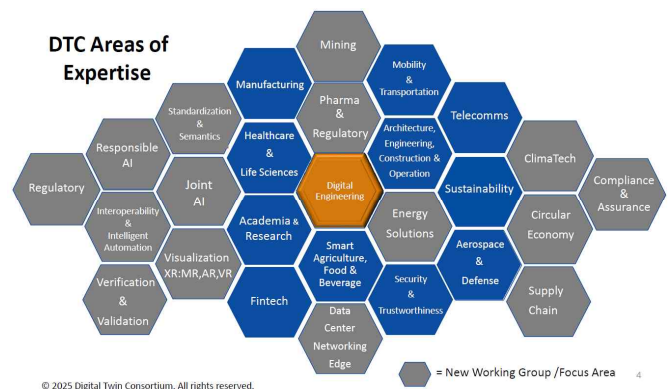 DTC Areas of
Expertise
Mining
Manufacturing
Mobility
&
Transportation
Standardization
&
Semantics
Pharma
&
Regulatory
Telecomms
Responsible
AI
Healthcare
&
Life Sciences
Architecture,
Engineering,
Construction &
Operation
ClimaTech
Regulatory
Joint
AI
Digital
Engineering
Sustainability
Compliance
& Assurance
Interoperability
&
Intelligent
Automation
Academia &
Research
Energy
Solutions
Circular
Economy
Visualization
XR:MR,AR,VR
Smart
Agriculture,
Food &
Beverage
Aerospace
&
Defense
Verification
&
Validation
Fintech
Security
&
Trustworthiness
Supply
Chain
Data
Center
Networking
Edge
= New Working Group /Focus Area
4
© 2025 Digital Twin Consortium. All rights reserved.